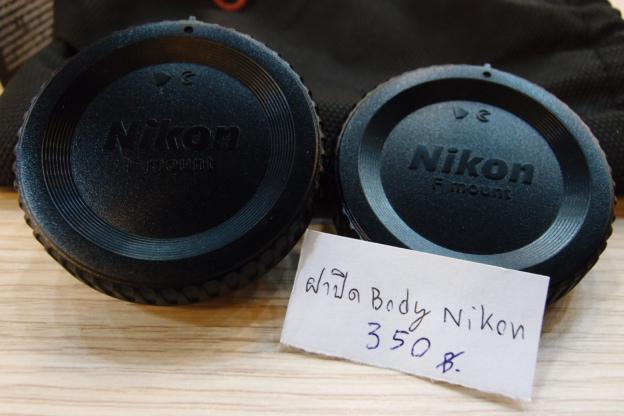 Nikon
F mount
Nikon
F mount
ฝาปิด Body Nikon
350 ฿.